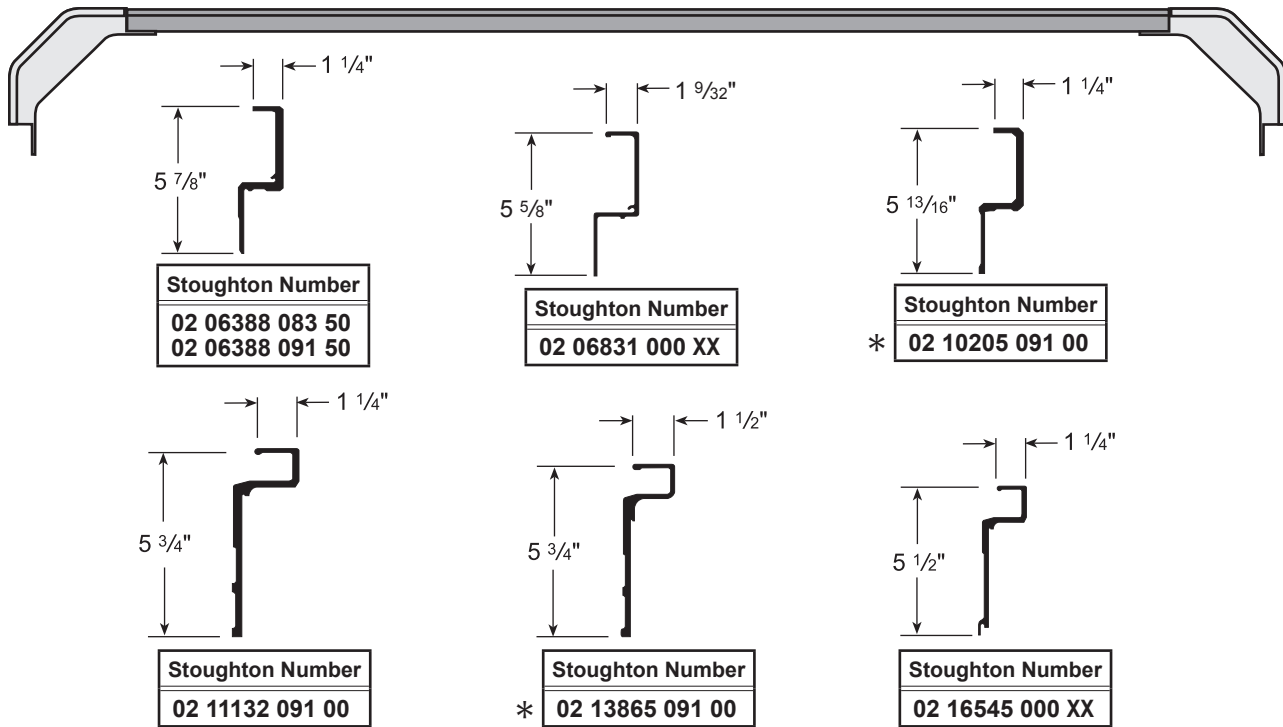 1 1/4"
5 7/8"
Stoughton Number
02 06388 083 50
02 06388 091 50
1 9/32"
5 5/8"
Stoughton Number
02 06831 000 XX
1 1/4"
5 13/16"
Stoughton Number
* 02 10205 091 00
1 1/4"
5 3/4"
Stoughton Number
02 11132 091 00
1 1/2"
5 3/4"
Stoughton Number
* 02 13865 091 00
1 1/4"
5 1/2"
Stoughton Number
02 16545 000 XX